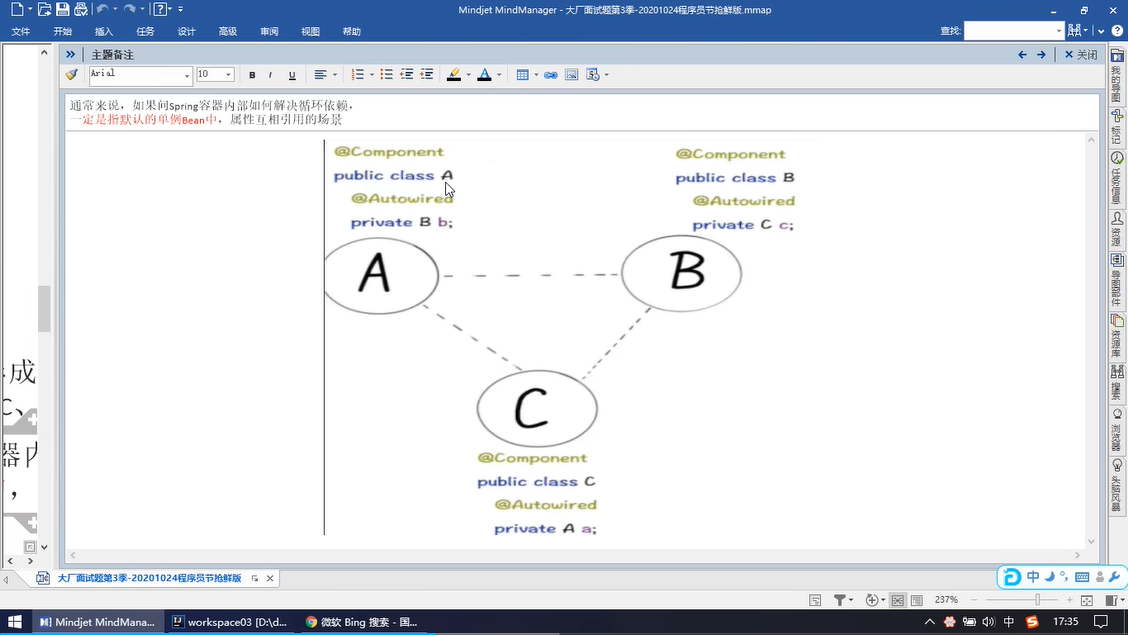 Mindjet MindManager - 大厂面试题第3季-20201024程序员节抢鲜版.mmap
文件 开始 插入 任务 设计 高级 审阅 视图 帮助 查找:
主题备注 关闭
Arial 10 B I U
通常来说，如果问Spring容器内部如何解决循环依赖，
一定是指默认的单例Bean中，属性互相引用的场景
@Component
public class A
@Autowired
private B b;
A
@Component
public class B
@Autowired
private C c;
B
C
@Component
public class C
@Autowired
private A a;
成
C、
器内
，
我的导图
标记
任务信息
资源
导图部件
资源库
搜索
浏览器
头脑风暴
大厂面试题第3季-20201024程序员节抢鲜版
中
237%
Mindjet MindMana...
workspace03 [D:\d...
微软 Bing 搜索 - 国...
中
17:35